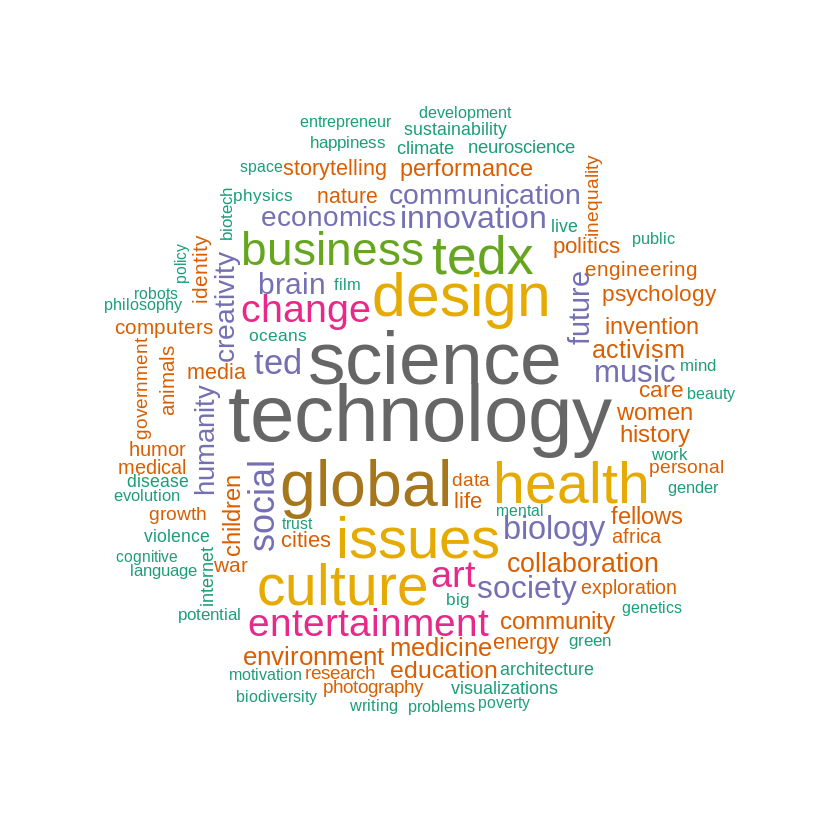 development
entrepreneur
sustainability
happiness
climate
neuroscience
space
storytelling
performance
inequality
physics
nature
communication
biotech
economics
innovation
live
public
business
tedx
politics
policy
identity
creativity
brain
film
design
future
engineering
robots
philosophy
change
psychology
computers
oceans
science
invention
government
animals
media
ted
activism
music
mind
care
beauty
technology
humanity
women
history
humor
medical
work
personal
disease
evolution
social
global
data
health
gender
growth
children
life
mental
trust
issues
biology
fellows
violence
cities
africa
cognitive
language
internet
war
culture
art
collaboration
society
exploration
potential
big
genetics
entertainment
community
environment
medicine
energy
green
motivation
research
education
architecture
photography
visualizations
biodiversity
writing
problems
poverty